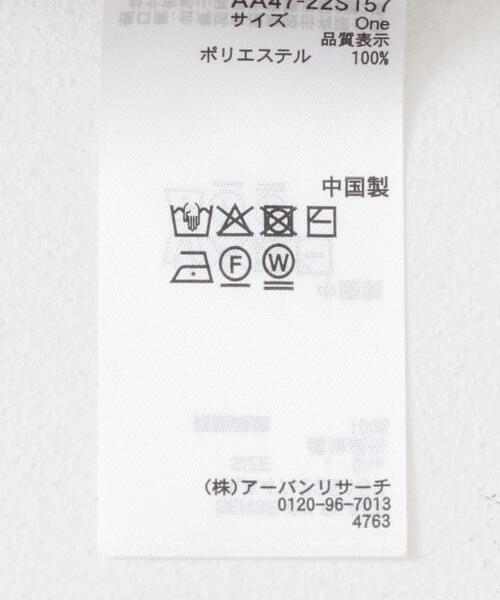 AA47-22S157
サイズ One
品質表示
ポリエステル 100%
中国製
F W
(株)アーバンリサーチ
0120-96-7013
4763